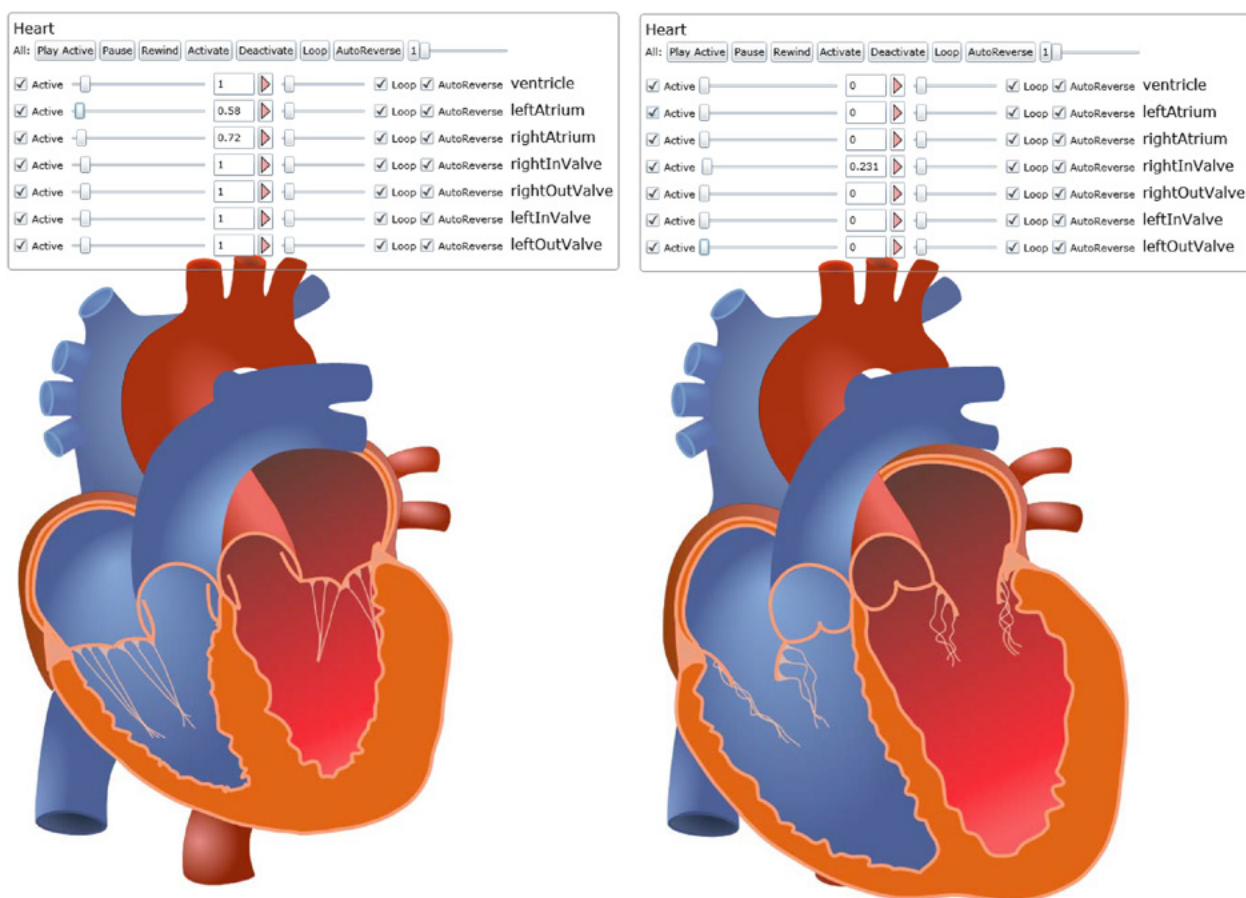 Heart
All: Play Active Pause Rewind Activate Deactivate Loop AutoReverse 1
Active 1 Loop AutoReverse ventricle
Active 0.58 Loop AutoReverse leftAtrium
Active 0.72 Loop AutoReverse rightAtrium
Active 1 Loop AutoReverse rightInValve
Active 1 Loop AutoReverse rightOutValve
Active 1 Loop AutoReverse leftInValve
Active 1 Loop AutoReverse leftOutValve
Heart
All: Play Active Pause Rewind Activate Deactivate Loop AutoReverse 1
Active 0 Loop AutoReverse ventricle
Active 0 Loop AutoReverse leftAtrium
Active 0 Loop AutoReverse rightAtrium
Active 0.231 Loop AutoReverse rightInValve
Active 0 Loop AutoReverse rightOutValve
Active 0 Loop AutoReverse leftInValve
Active 0 Loop AutoReverse leftOutValve